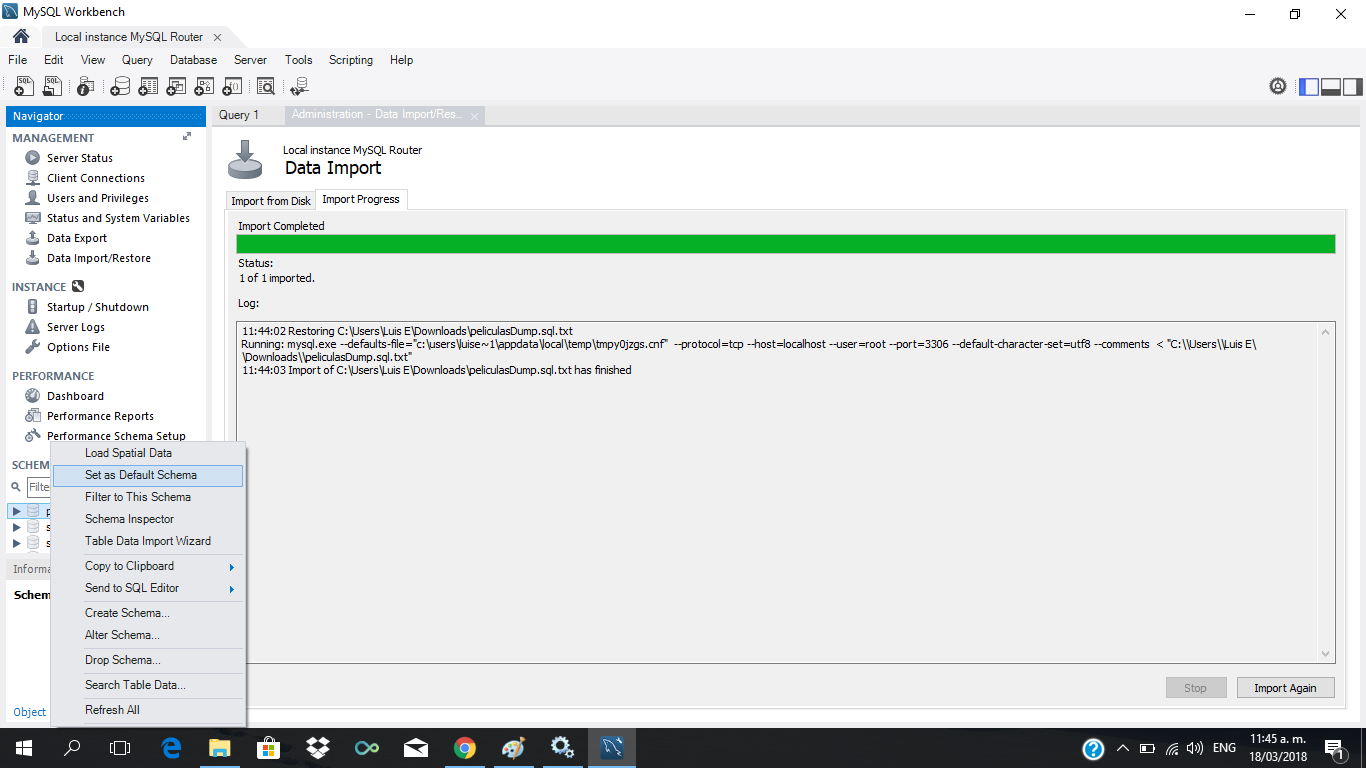 MySQL Workbench
Local instance MySQL Router
File Edit View Query Database Server Tools Scripting Help
Navigator
MANAGEMENT
Server Status
Client Connections
Users and Privileges
Status and System Variables
Data Export
Data Import/Restore
INSTANCE
Startup / Shutdown
Server Logs
Options File
PERFORMANCE
Dashboard
Performance Reports
Performance Schema Setup
SCHEM
Filte
p
s
s
Informa
Schem
Object
Load Spatial Data
Set as Default Schema
Filter to This Schema
Schema Inspector
Table Data Import Wizard
Copy to Clipboard
Send to SQL Editor
Create Schema...
Alter Schema...
Drop Schema...
Search Table Data...
Refresh All
Query 1
Administration - Data Import/Res...
Local instance MySQL Router
Data Import
Import from Disk
Import Progress
Import Completed
Status:
1 of 1 imported.
Log:
11:44:02 Restoring C:\Users\Luis E\Downloads\peliculasDump.sql.txt
Running: mysql.exe --defaults-file="c:\users\luise~1\appdata\local\temp\tmpy0jzgs.cnf" --protocol=tcp --host=localhost --user=root --port=3306 --default-character-set=utf8 --comments < "C:\\Users\\Luis E\
\Downloads\\peliculasDump.sql.txt"
11:44:03 Import of C:\Users\Luis E\Downloads\peliculasDump.sql.txt has finished
Stop
Import Again
ENG
11:45 a. m.
18/03/2018
1